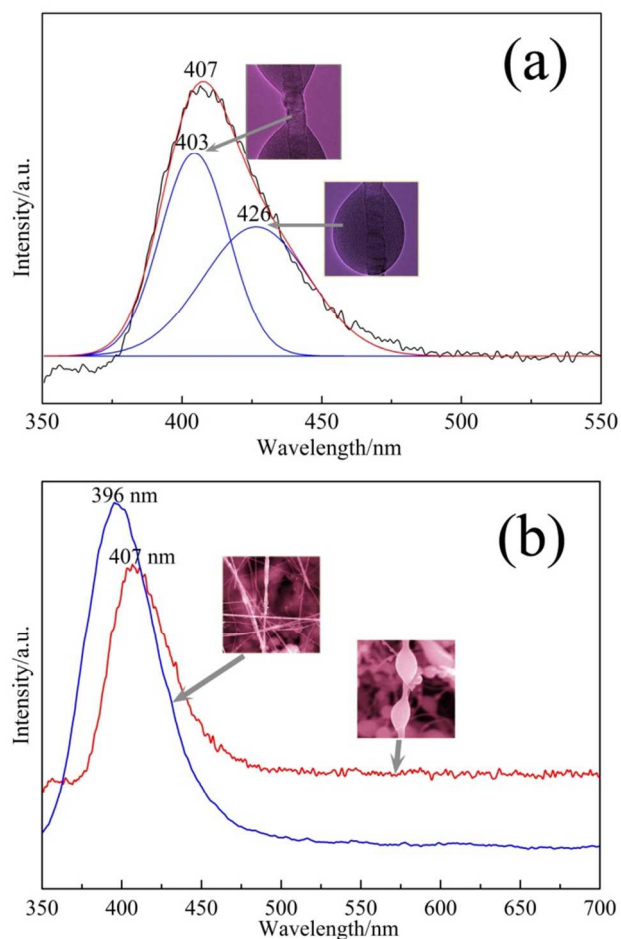 (a)
407
403
426
Intensity/a.u.
350 400 450 500 550
Wavelength/nm
396 nm
(b)
407 nm
Intensity/a.u.
350 400 450 500 550 600 650 700
Wavelength/nm